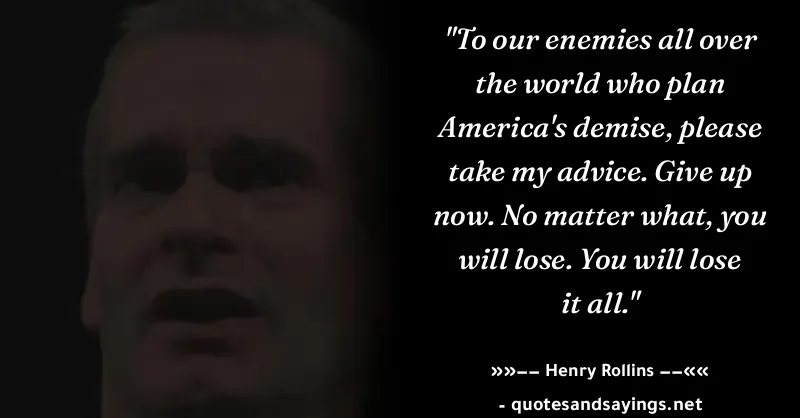 "To our enemies all over
the world who plan
America's demise, please
take my advice. Give up
now. No matter what, you
will lose. You will lose
it all."
»»—— Henry Rollins ——««
- quotesandsayings.net